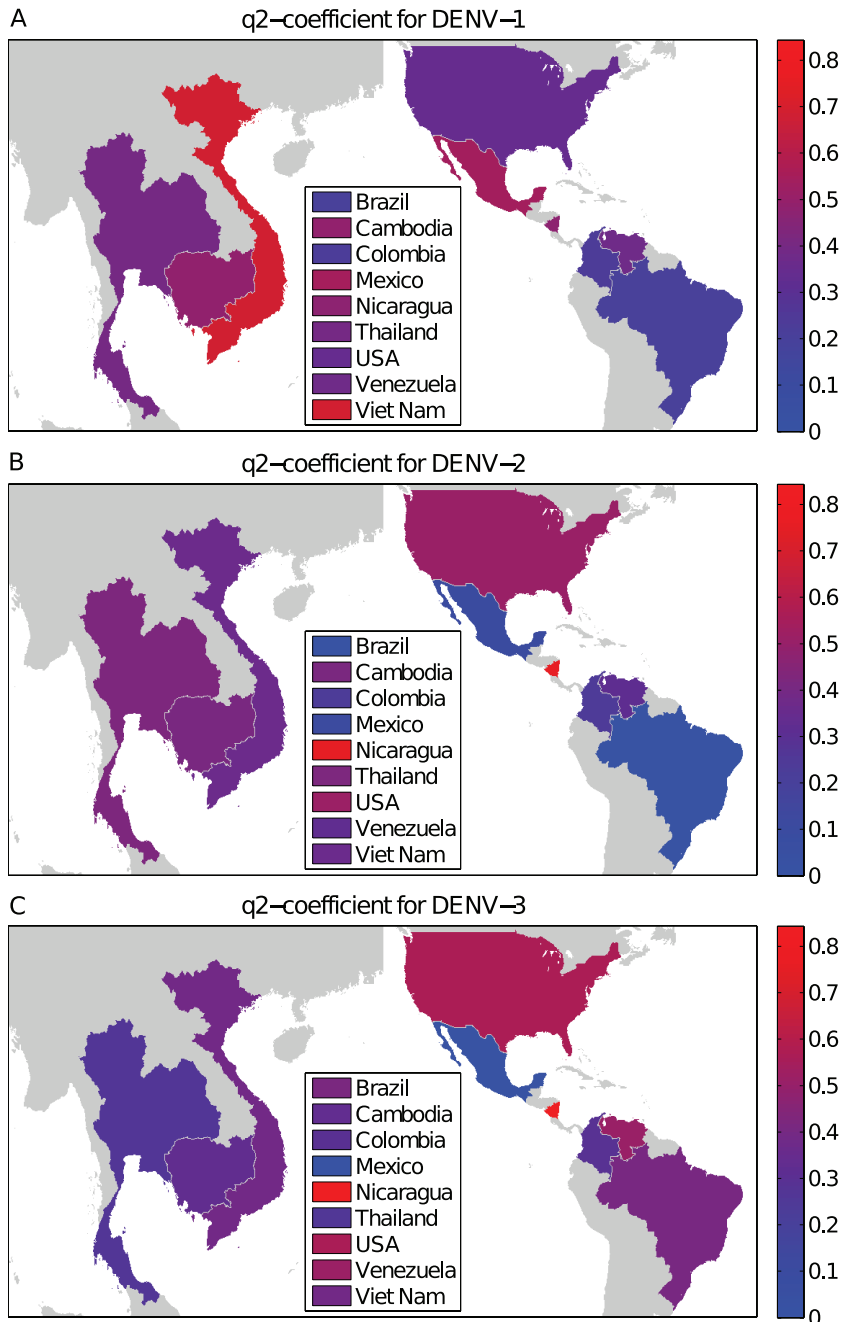 A
q2−coefficient for DENV−1
Brazil
Cambodia
Colombia
Mexico
Nicaragua
Thailand
USA
Venezuela
Viet Nam
0.8
0.7
0.6
0.5
0.4
0.3
0.2
0.1
0
B
q2−coefficient for DENV−2
Brazil
Cambodia
Colombia
Mexico
Nicaragua
Thailand
USA
Venezuela
Viet Nam
0.8
0.7
0.6
0.5
0.4
0.3
0.2
0.1
0
C
q2−coefficient for DENV−3
Brazil
Cambodia
Colombia
Mexico
Nicaragua
Thailand
USA
Venezuela
Viet Nam
0.8
0.7
0.6
0.5
0.4
0.3
0.2
0.1
0